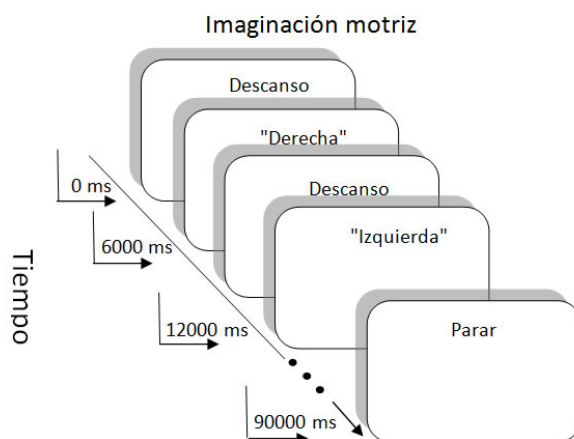 Imaginación motriz
Descanso
"Derecha"
Descanso
"Izquierda"
Parar
0 ms
6000 ms
12000 ms
90000 ms
Tiempo